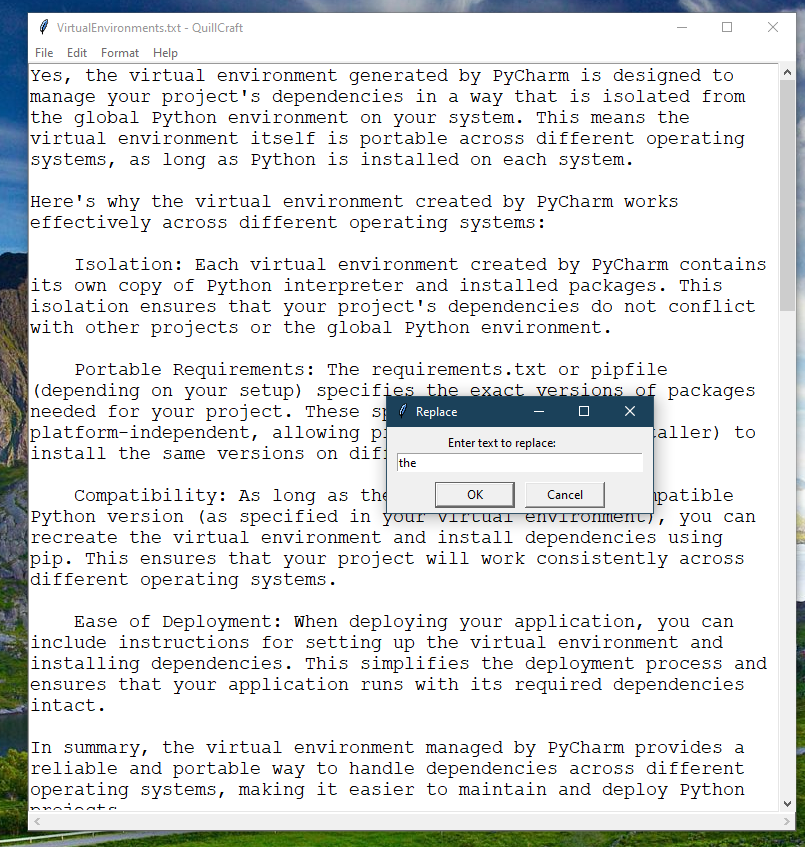 VirtualEnvironments.txt - QuillCraft
File Edit Format Help
Yes, the virtual environment generated by PyCharm is designed to
manage your project's dependencies in a way that is isolated from
the global Python environment on your system. This means the
virtual environment itself is portable across different operating
systems, as long as Python is installed on each system.
Here's why the virtual environment created by PyCharm works
effectively across different operating systems:
Isolation: Each virtual environment created by PyCharm contains
its own copy of Python interpreter and installed packages. This
isolation ensures that your project's dependencies do not conflict
with other projects or the global Python environment.
Portable Requirements: The requirements.txt or pipfile
(depending on your setup) specifies the exact versions of packages
needed for your project. These
platform-independent, allowing to
install the same versions on
Compatibility: As long as the
Python version (as specified in your virtual environment), you can
recreate the virtual environment and install dependencies using
pip. This ensures that your project will work consistently across
different operating systems.
Ease of Deployment: When deploying your application, you can
include instructions for setting up the virtual environment and
installing dependencies. This simplifies the deployment process and
ensures that your application runs with its required dependencies
intact.
In summary, the virtual environment managed by PyCharm provides a
reliable and portable way to handle dependencies across different
operating systems, making it easier to maintain and deploy Python
projects
Replace
Enter text to replace:
the
OK Cancel